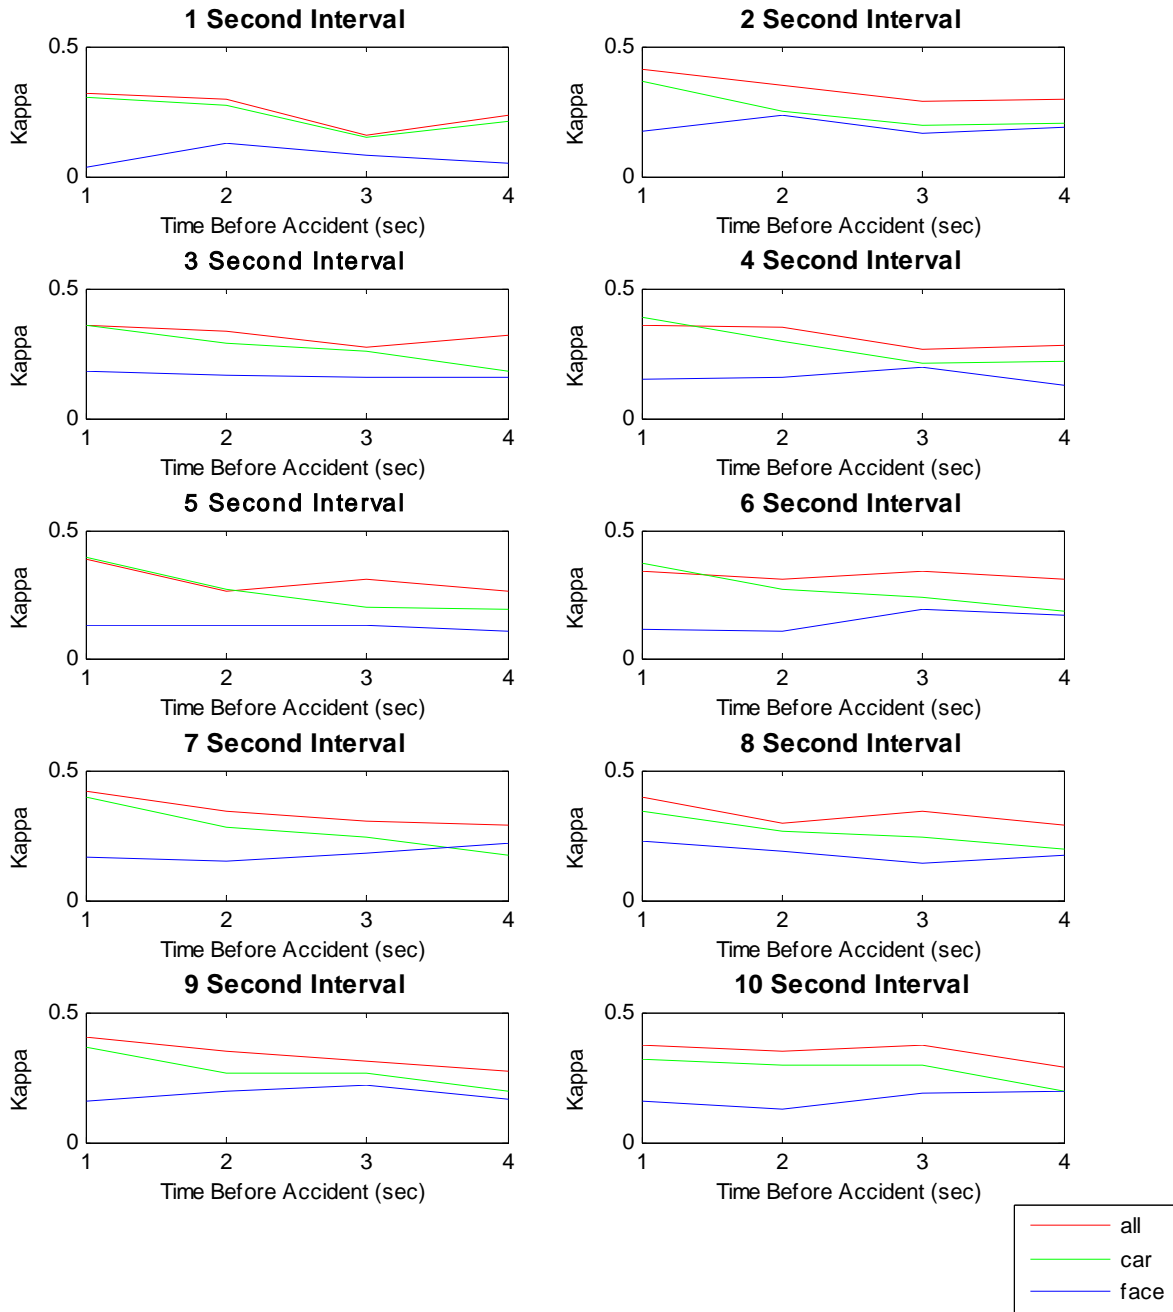 1 Second Interval
0.5
Kappa
0
1 2 3 4
Time Before Accident (sec)
2 Second Interval
0.5
Kappa
0
1 2 3 4
Time Before Accident (sec)
3 Second Interval
0.5
Kappa
0
1 2 3 4
Time Before Accident (sec)
4 Second Interval
0.5
Kappa
0
1 2 3 4
Time Before Accident (sec)
5 Second Interval
0.5
Kappa
0
1 2 3 4
Time Before Accident (sec)
6 Second Interval
0.5
Kappa
0
1 2 3 4
Time Before Accident (sec)
7 Second Interval
0.5
Kappa
0
1 2 3 4
Time Before Accident (sec)
8 Second Interval
0.5
Kappa
0
1 2 3 4
Time Before Accident (sec)
9 Second Interval
0.5
Kappa
0
1 2 3 4
Time Before Accident (sec)
10 Second Interval
0.5
Kappa
0
1 2 3 4
Time Before Accident (sec)
all
car
face